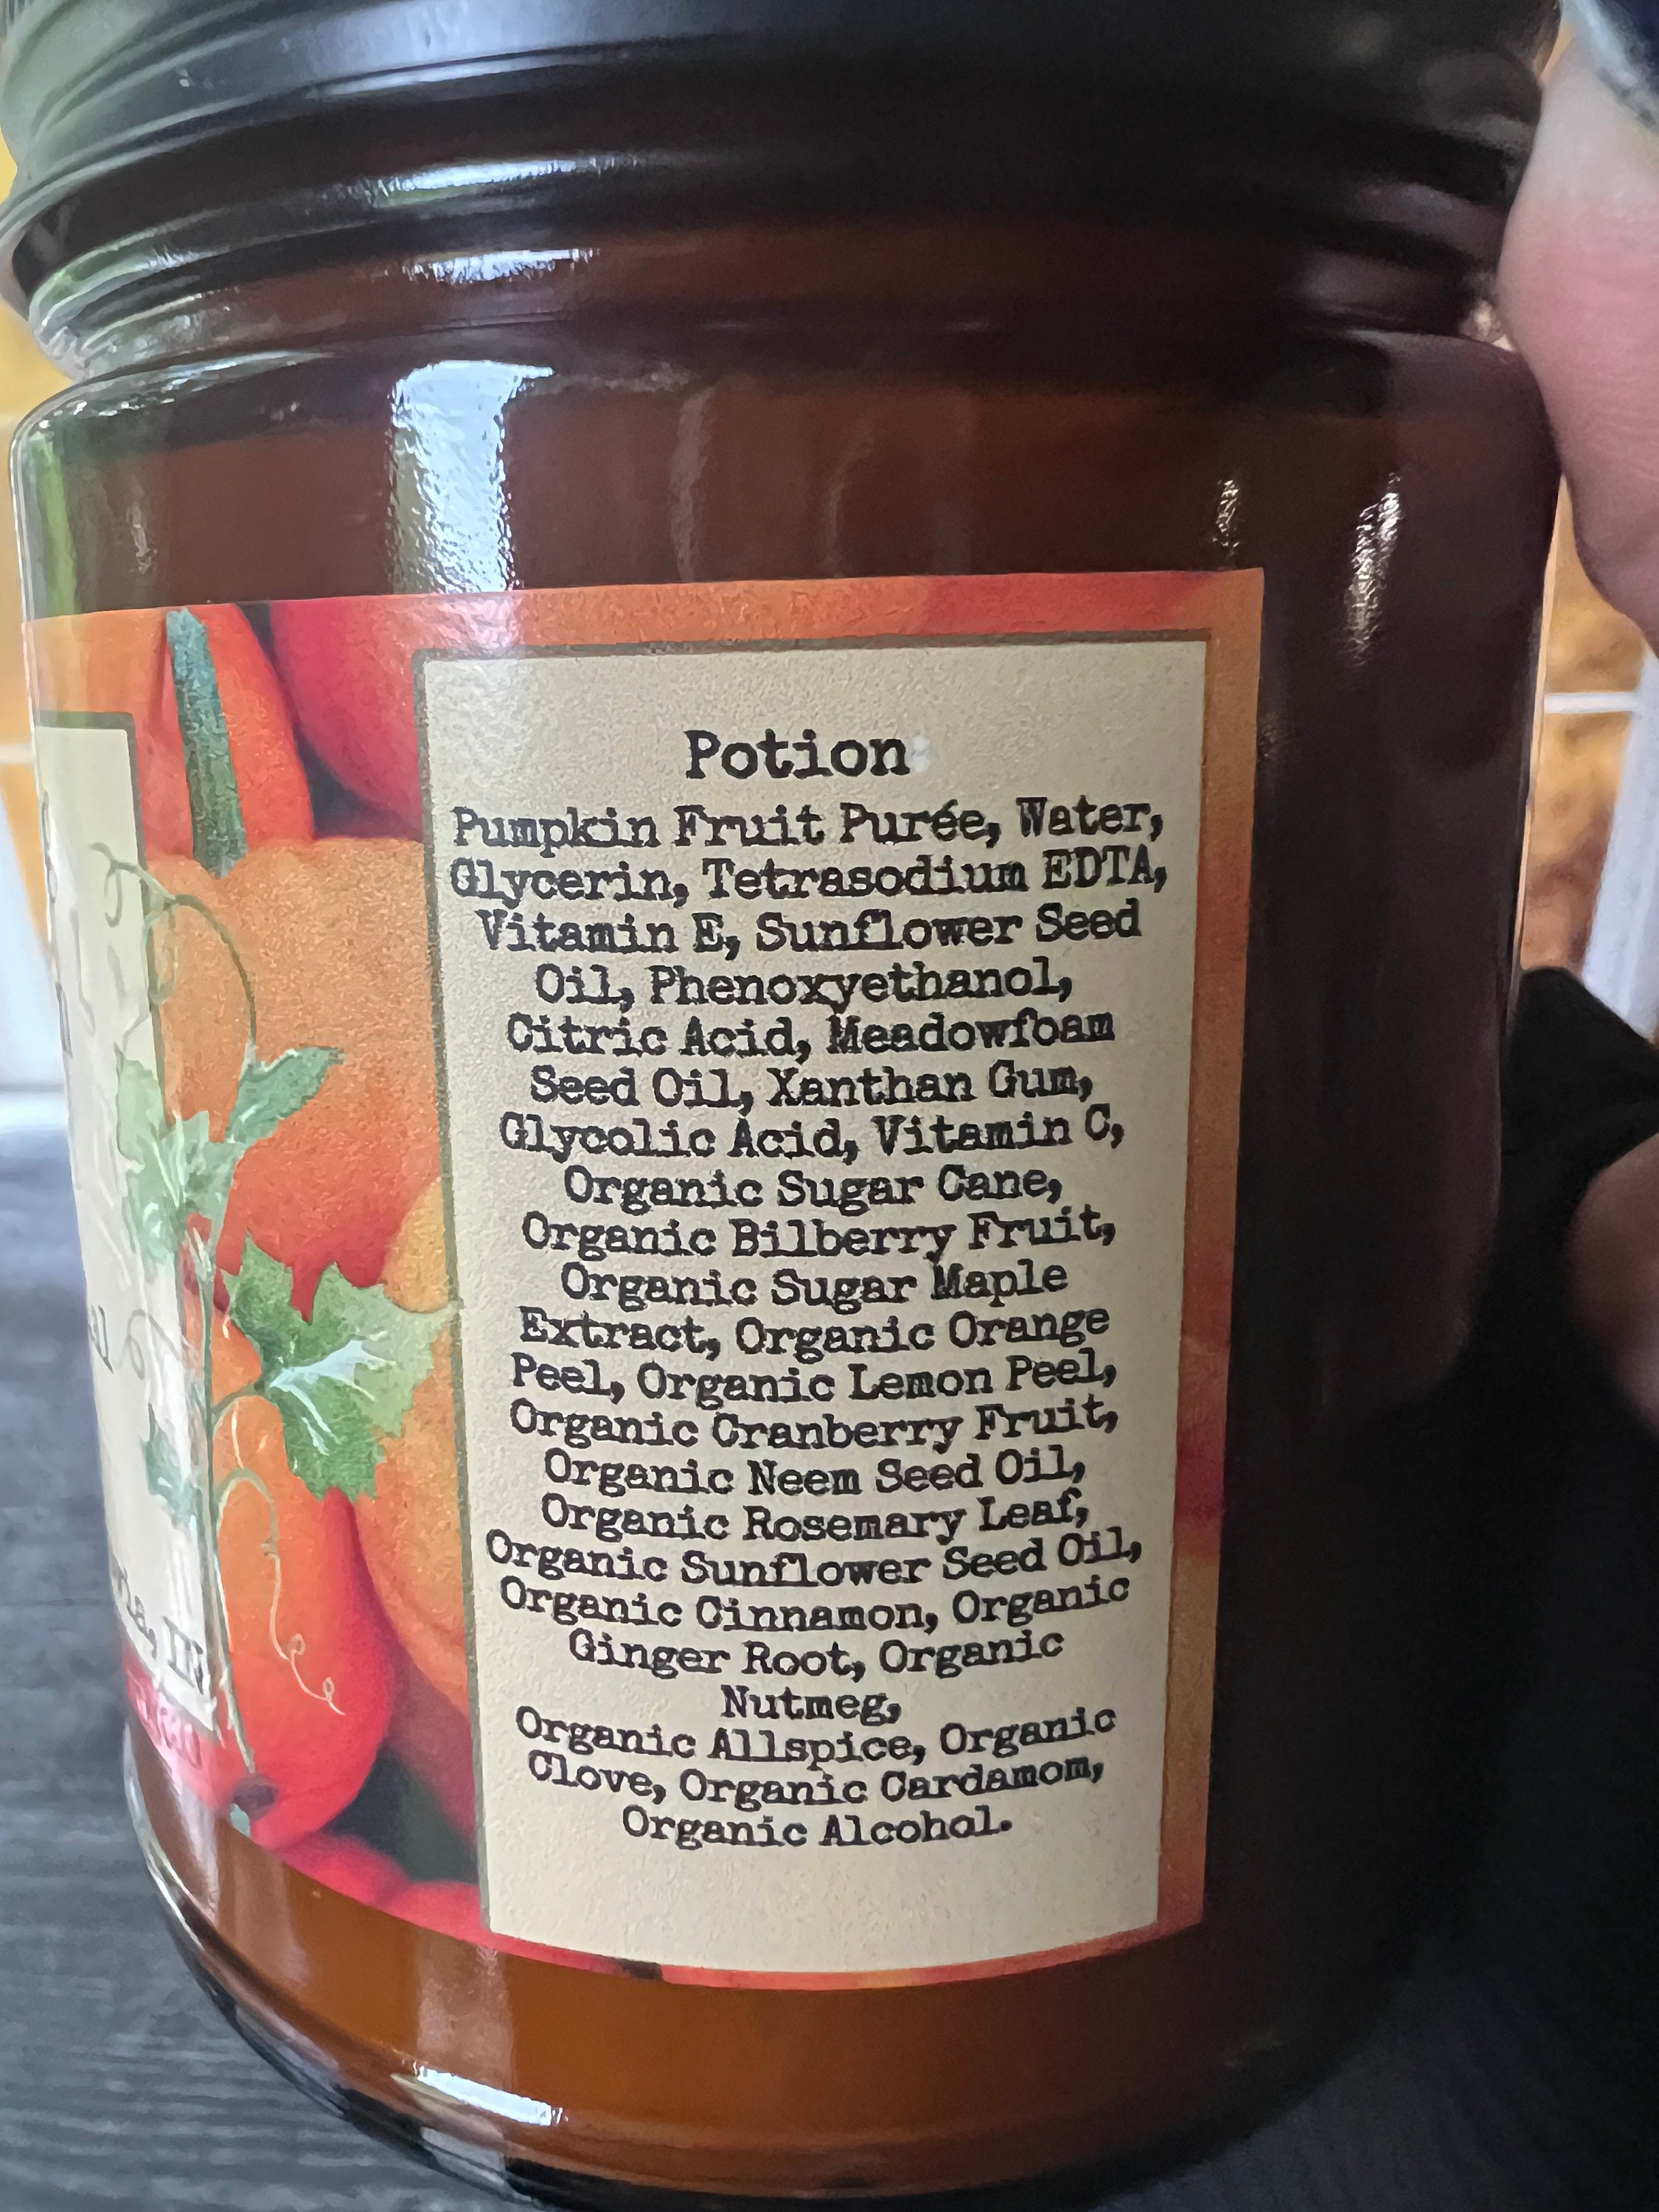 Potion
Pumpkin Fruit Purée, Water,
Glycerin, Tetrasodium EDTA,
Vitamin E, Sunflower Seed
Oil, Phenoxyethanol,
Citric Acid, Meadowfoam
Seed Oil, Xanthan Gum,
Glycolic Acid, Vitamin C,
Organic Sugar Cane,
Organic Bilberry Fruit,
Organic Sugar Maple
Extract, Organic Orange
Peel, Organic Lemon Peel,
Organic Cranberry Fruit,
Organic Neem Seed Oil,
Organic Rosemary Leaf,
Organic Sunflower Seed Oil,
Organic Cinnamon, Organic
Ginger Root, Organic
Nutmeg,
Organic Allspice, Organic
Clove, Organic Cardamom,
Organic Alcohol.
IN